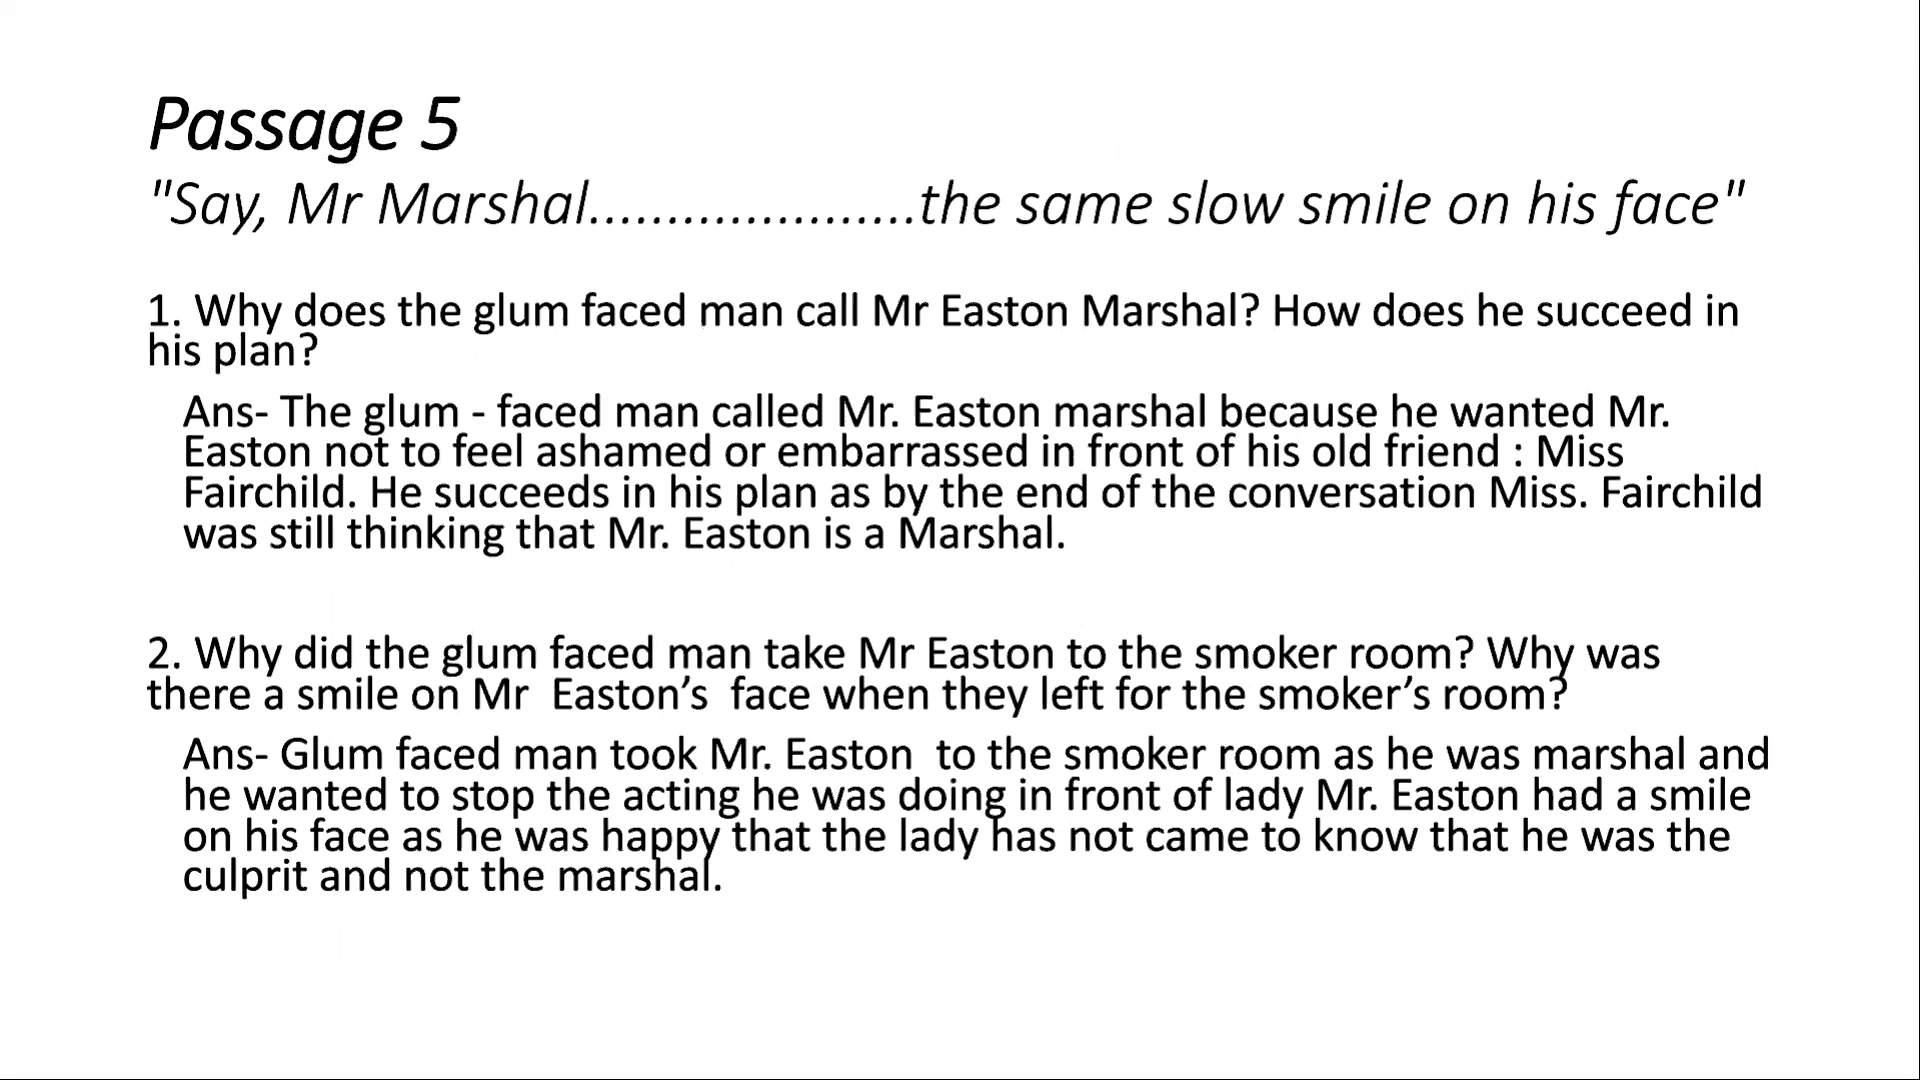 Passage 5
"Say, Mr Marshal.....................the same slow smile on his face"
1. Why does the glum faced man call Mr Easton Marshal? How does he succeed in
his plan?
Ans- The glum - faced man called Mr. Easton marshal because he wanted Mr.
Easton not to feel ashamed or embarrassed in front of his old friend : Miss
Fairchild. He succeeds in his plan as by the end of the conversation Miss. Fairchild
was still thinking that Mr. Easton is a Marshal.
2. Why did the glum faced man take Mr Easton to the smoker room? Why was
there a smile on Mr  Easton’s  face when they left for the smoker’s room?
Ans- Glum faced man took Mr. Easton  to the smoker room as he was marshal and
he wanted to stop the acting he was doing in front of lady Mr. Easton had a smile
on his face as he was happy that the lady has not came to know that he was the
culprit and not the marshal.